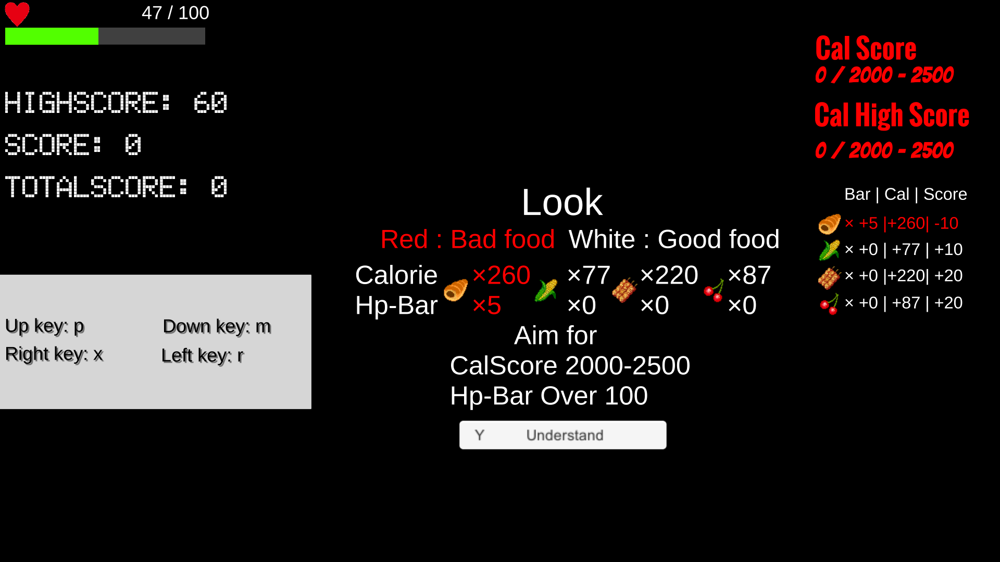 47 / 100
HIGHSCORE: 60
SCORE: 0
TOTALSCORE: 0
Up key: p Down key: m
Right key: x Left key: r
Look
Red : Bad food White : Good food
Calorie ×260 ×77 ×220 ×87
Hp-Bar ×5 ×0 ×0 ×0
Aim for
CalScore 2000-2500
Hp-Bar Over 100
Y Understand
Cal Score
0 / 2000 - 2500
Cal High Score
0 / 2000 - 2500
Bar | Cal | Score
× +5 |+260| -10
× +0 | +77 | +10
× +0 |+220| +20
× +0 | +87 | +20